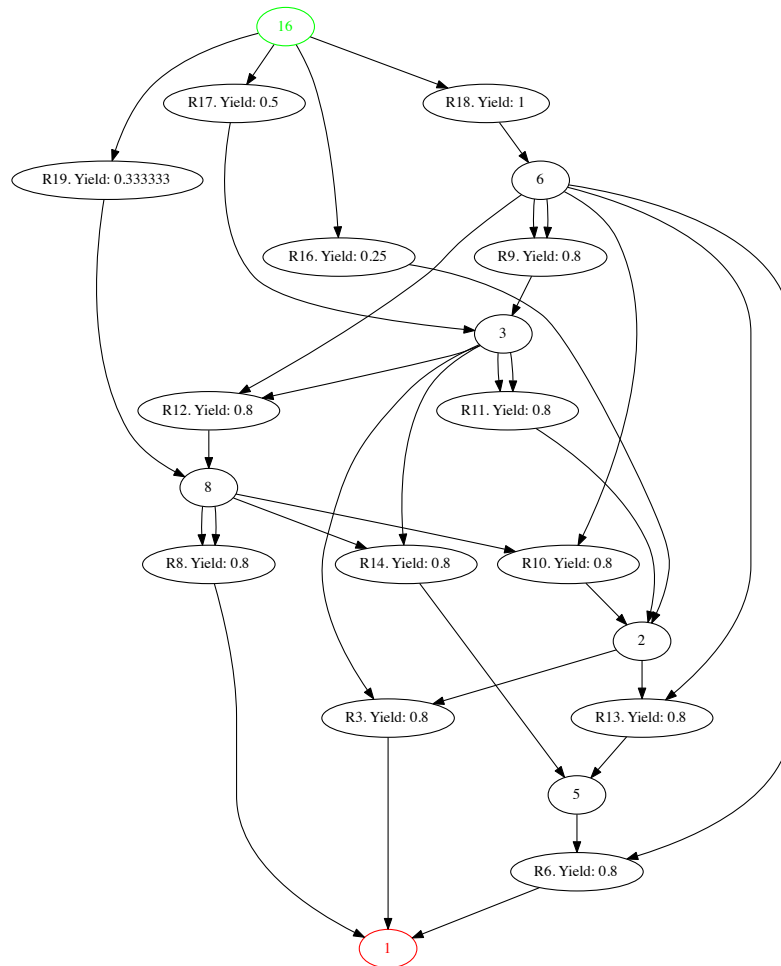 16
R17. Yield: 0.5
R18. Yield: 1
R19. Yield: 0.333333
6
R16. Yield: 0.25
R9. Yield: 0.8
3
R12. Yield: 0.8
R11. Yield: 0.8
8
R8. Yield: 0.8
R14. Yield: 0.8
R10. Yield: 0.8
2
R3. Yield: 0.8
R13. Yield: 0.8
5
R6. Yield: 0.8
1